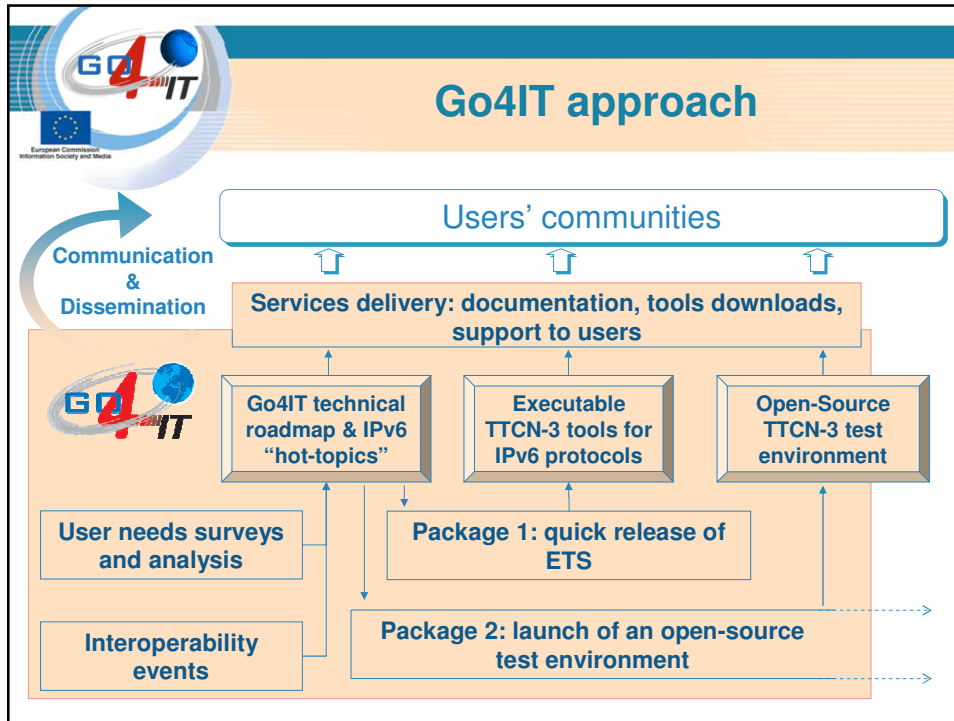 GO4IT
European Commission
Information Society and Media
Go4IT approach
Users’ communities
Communication
&
Dissemination
Services delivery: documentation, tools downloads,
support to users
GO4IT
Go4IT technical
roadmap & IPv6
“hot-topics”
Executable
TTCN-3 tools for
IPv6 protocols
Open-Source
TTCN-3 test
environment
User needs surveys
and analysis
Package 1: quick release of
ETS
Interoperability
events
Package 2: launch of an open-source
test environment